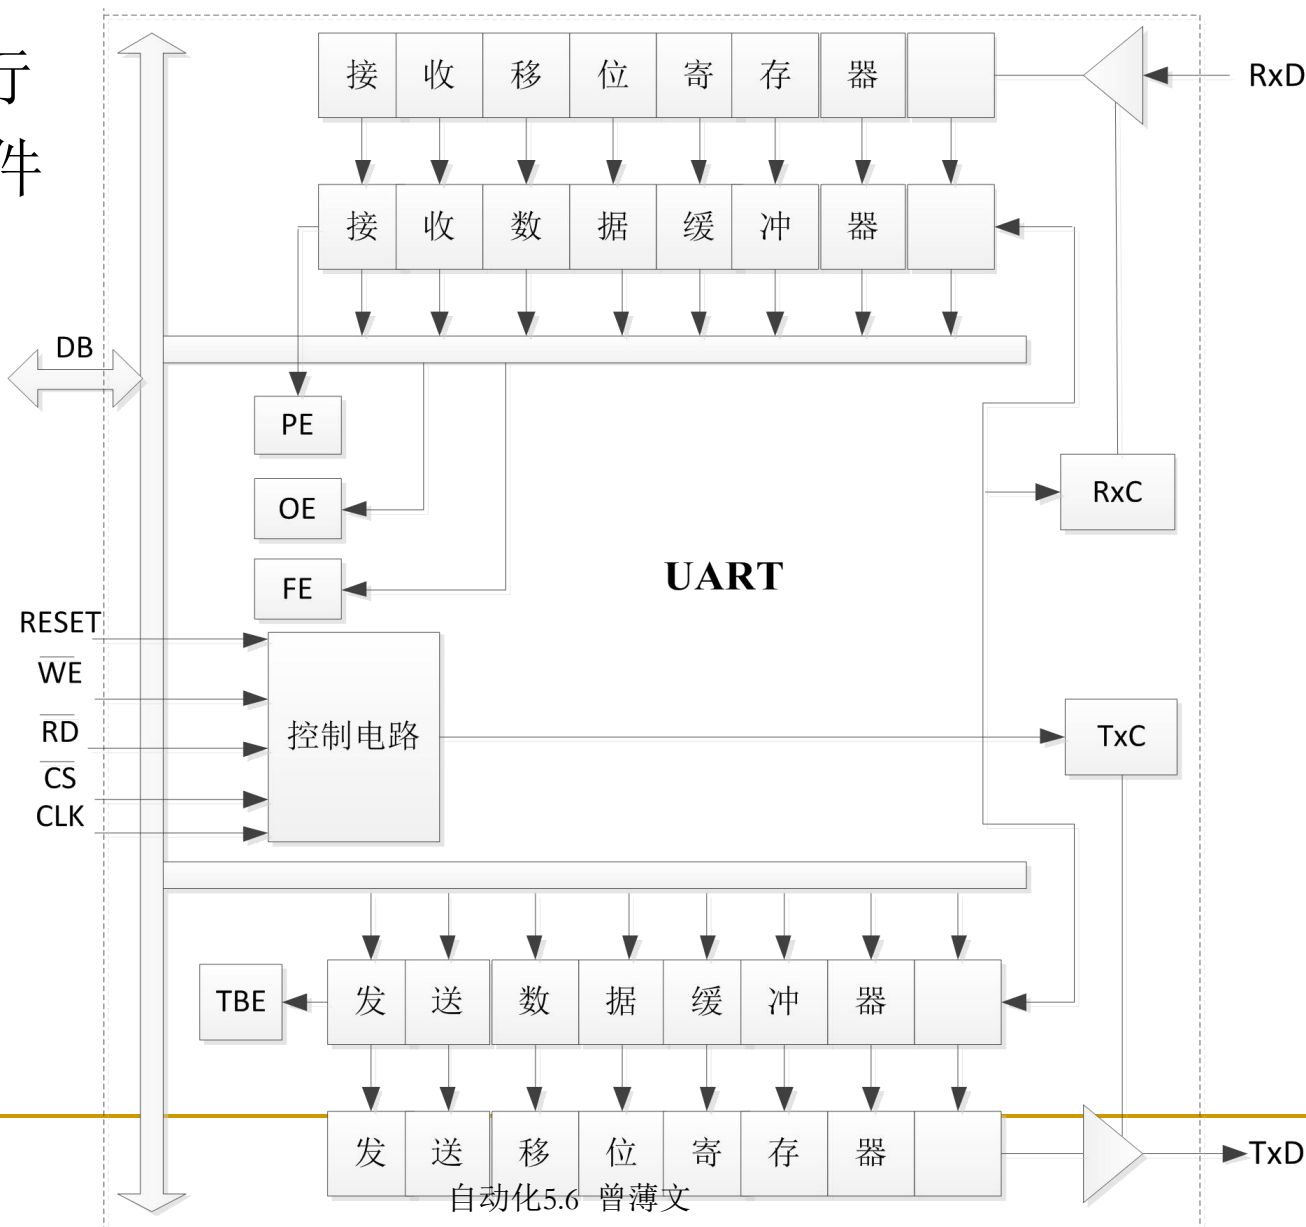 行
件
接收移位寄存器
RxD
接收数据缓冲器
DB
PE
OE
RxC
FE
UART
RESET
WE
RD
CS
CLK
控制电路
TxC
TBE
发送数据缓冲器
发送移位寄存器
TxD
自动化5.6 曾薄文